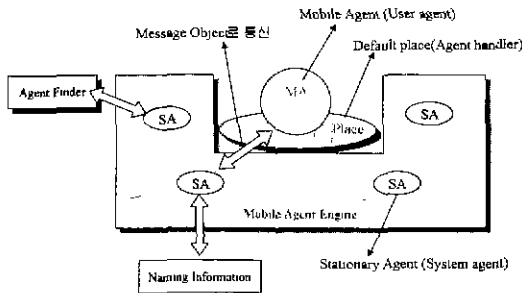 Mobile Agent (User agent)
Message Object로 통신
Default place(Agent handler)
MA
Agent Finder
Place
SA
SA
SA
SA
Mobile Agent Engine
Naming Information
Stationary Agent (System agent)